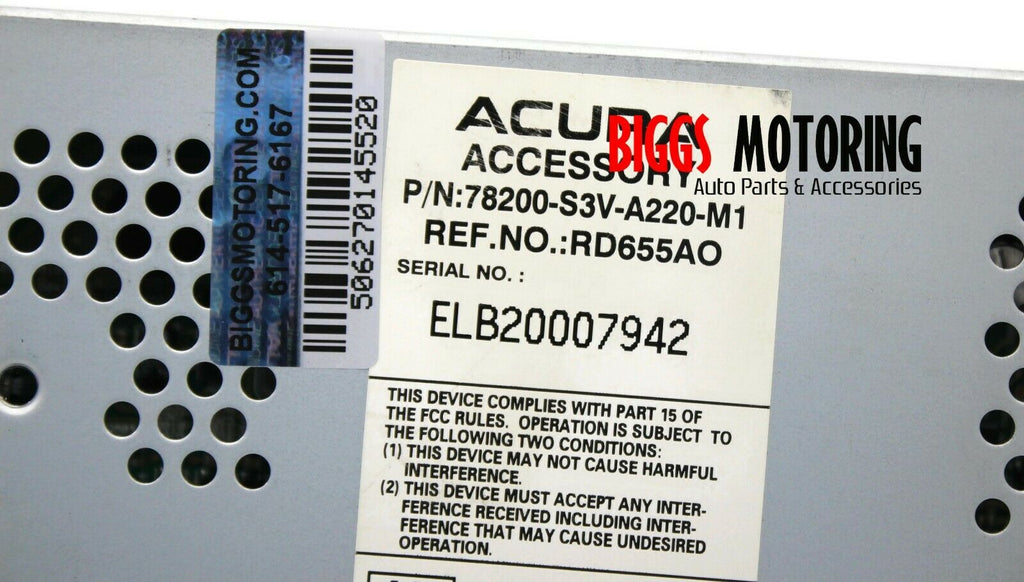 BIGGSMOTORING.COM
614-517-6167
506270145520
ACURA
ACCESSORY
P/N:78200-S3V-A220-M1
REF.NO.:RD655AO
SERIAL NO. :
ELB20007942
THIS DEVICE COMPLIES WITH PART 15 OF
THE FCC RULES. OPERATION IS SUBJECT TO
THE FOLLOWING TWO CONDITIONS:
(1) THIS DEVICE MAY NOT CAUSE HARMFUL
INTERFERENCE.
(2) THIS DEVICE MUST ACCEPT ANY INTER-
FERENCE RECEIVED INCLUDING INTER-
FERENCE THAT MAY CAUSE UNDESIRED
OPERATION.
BIGGS MOTORING
Auto Parts & Accessories